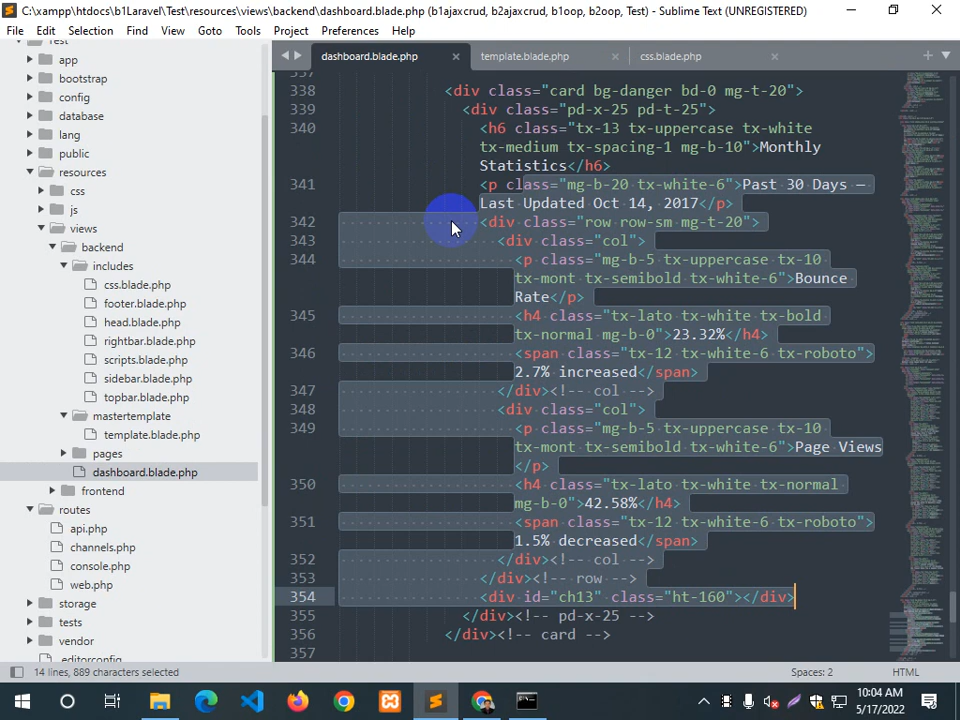 C:\xampp\htdocs\b1Laravel\Test\resources\views\backend\dashboard.blade.php (b1ajaxcrud, b2ajaxcrud, b1oop, b2oop, Test) - Sublime Text (UNREGISTERED)
File Edit Selection Find View Goto Tools Project Preferences Help
dashboard.blade.php template.blade.php css.blade.php
Test
app
bootstrap
config
database
lang
public
resources
css
js
views
backend
includes
css.blade.php
footer.blade.php
head.blade.php
rightbar.blade.php
scripts.blade.php
sidebar.blade.php
topbar.blade.php
mastertemplate
template.blade.php
pages
dashboard.blade.php
frontend
routes
api.php
channels.php
console.php
web.php
storage
tests
vendor
.editorconfig
337
338 <div class="card bg-danger bd-0 mg-t-20">
339 <div class="pd-x-25 pd-t-25">
340 <h6 class="tx-13 tx-uppercase tx-white
tx-medium tx-spacing-1 mg-b-10">Monthly
Statistics</h6>
341 <p class="mg-b-20 tx-white-6">Past 30 Days —
Last Updated Oct 14, 2017</p>
342 <div class="row row-sm mg-t-20">
343 <div class="col">
344 <p class="mg-b-5 tx-uppercase tx-10
tx-mont tx-semibold tx-white-6">Bounce
Rate</p>
345 <h4 class="tx-lato tx-white tx-bold
tx-normal mg-b-0">23.32%</h4>
346 <span class="tx-12 tx-white-6 tx-roboto">
2.7% increased</span>
347 </div><!-- col -->
348 <div class="col">
349 <p class="mg-b-5 tx-uppercase tx-10
tx-mont tx-semibold tx-white-6">Page Views
</p>
350 <h4 class="tx-lato tx-white tx-normal
mg-b-0">42.58%</h4>
351 <span class="tx-12 tx-white-6 tx-roboto">
1.5% decreased</span>
352 </div><!-- col -->
353 </div><!-- row -->
354 <div id="ch13" class="ht-160"></div>
355 </div><!-- pd-x-25 -->
356 </div><!-- card -->
357
14 lines, 889 characters selected Spaces: 2 HTML
10:04 AM
5/17/2022